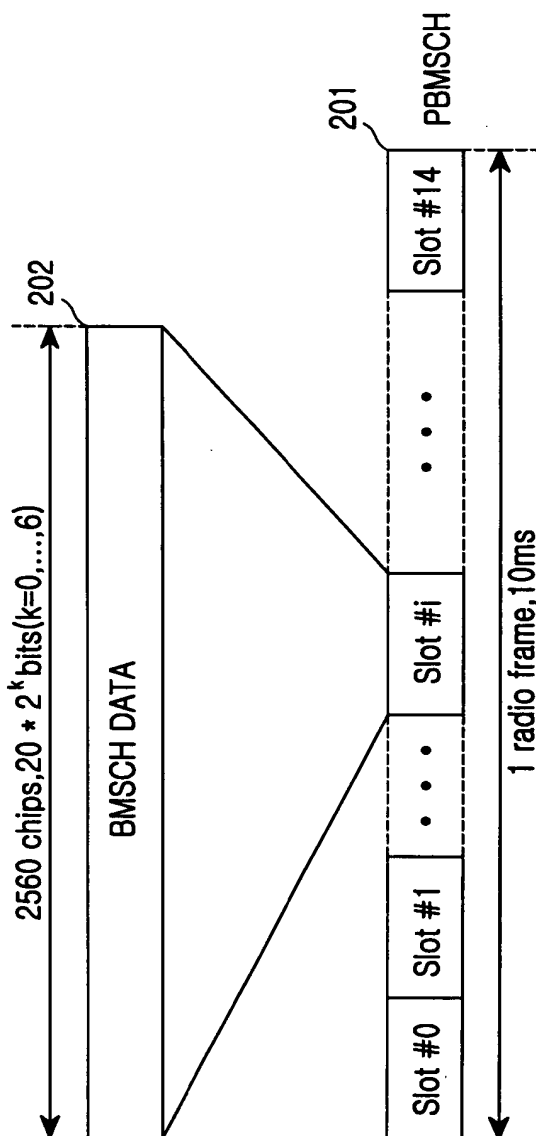 2560 chips,20 * 2^k bits(k=0,...,6)
202
BMSCH DATA
201
Slot #0
Slot #1
• • •
Slot #i
• • •
Slot #14
PBMSCH
1 radio frame,10ms